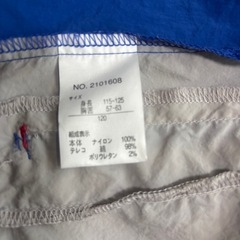 NO. 2101608
サイズ
身長 115-125
胸囲 57-63
120
組成表示
本体 ナイロン 100%
テレコ 綿 98%
ポリウレタン 2%